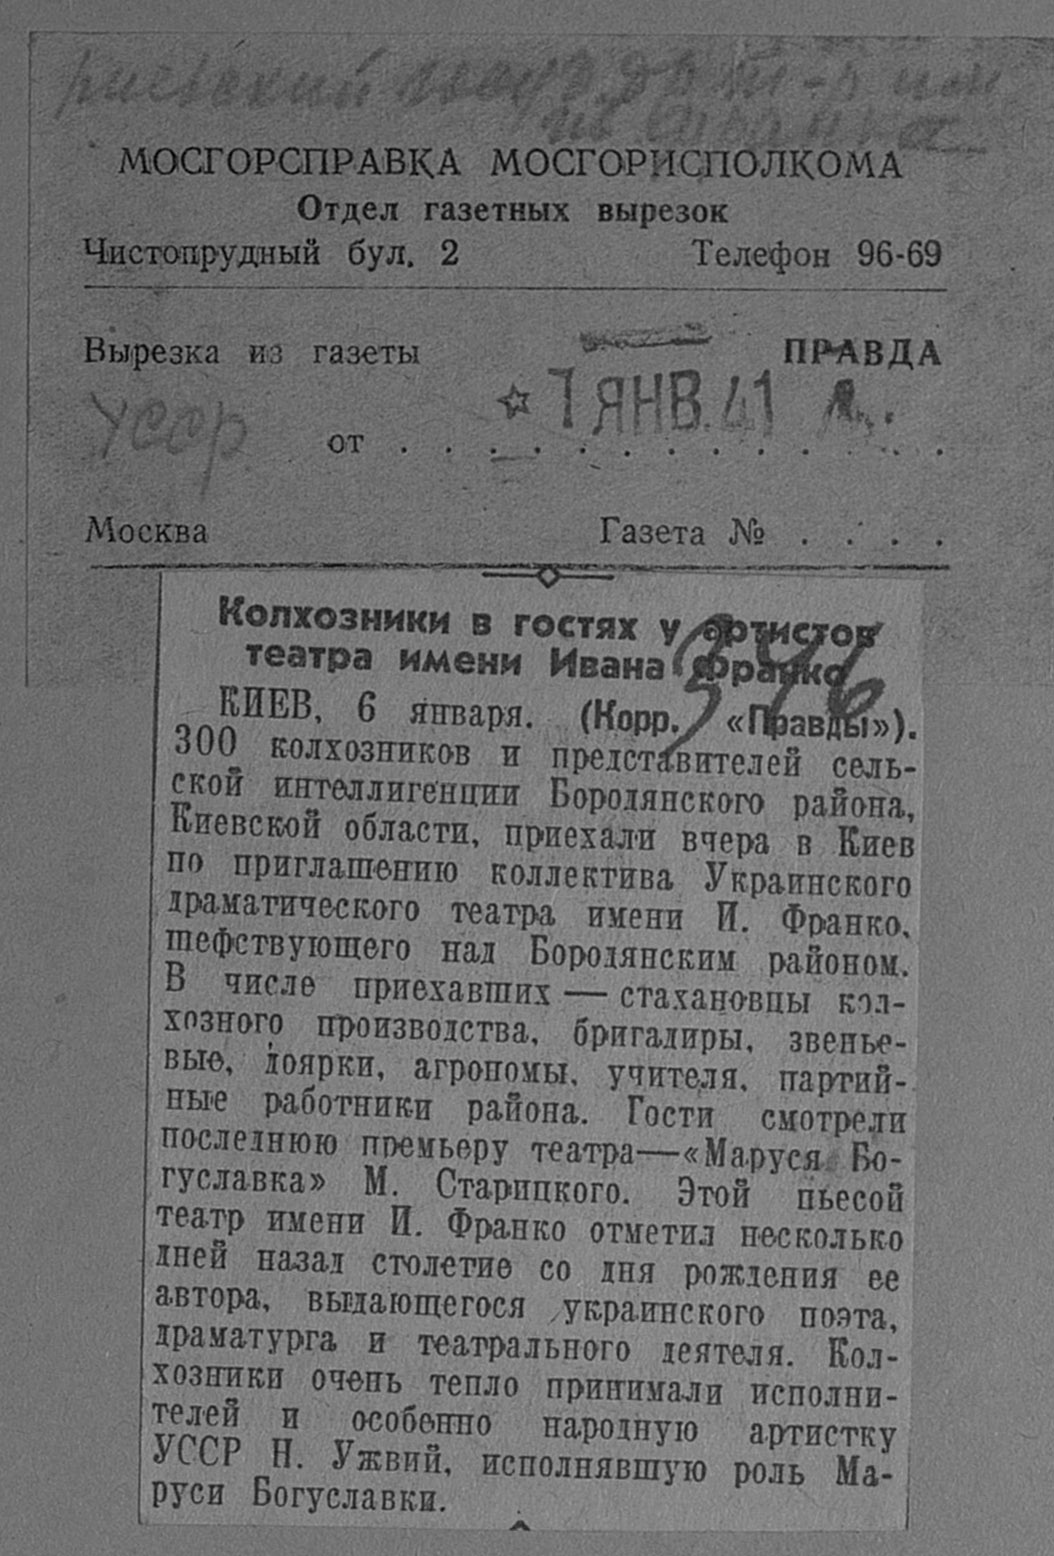 МОСГОРСПРАВКА МОСГОРИСПОЛКОМА
Отдел газетных вырезок
Чистопрудный бул. 2 Телефон 96-69
Вырезка из газеты ПРАВДА
7 ЯНВ. 41
УССР от . . . . . . . . . . . . .
Москва Газета № . . . .
Колхозники в гостях у артистов
театра имени Ивана Франко
376
КИЕВ, 6 января. (Корр. «Правды»).
300 колхозников и представителей сель-
ской интеллигенции Бородянского района,
Киевской области, приехали вчера в Киев
по приглашению коллектива Украинского
драматического театра имени И. Франко,
шефствующего над Бородянским районом.
В числе приехавших — стахановцы кол-
хозного производства, бригадиры, звенье-
вые, доярки, агрономы, учителя, партий-
ные работники района. Гости смотрели
последнюю премьеру театра—«Маруся Бо-
гуславка» М. Старицкого. Этой пьесой
театр имени И. Франко отметил несколько
дней назад столетие со дня рождения ее
автора, выдающегося украинского поэта,
драматурга и театрального деятеля. Кол-
хозники очень тепло принимали исполни-
телей и особенно народную артистку
УССР Н. Ужвий, исполнявшую роль Ма-
руси Богуславки.